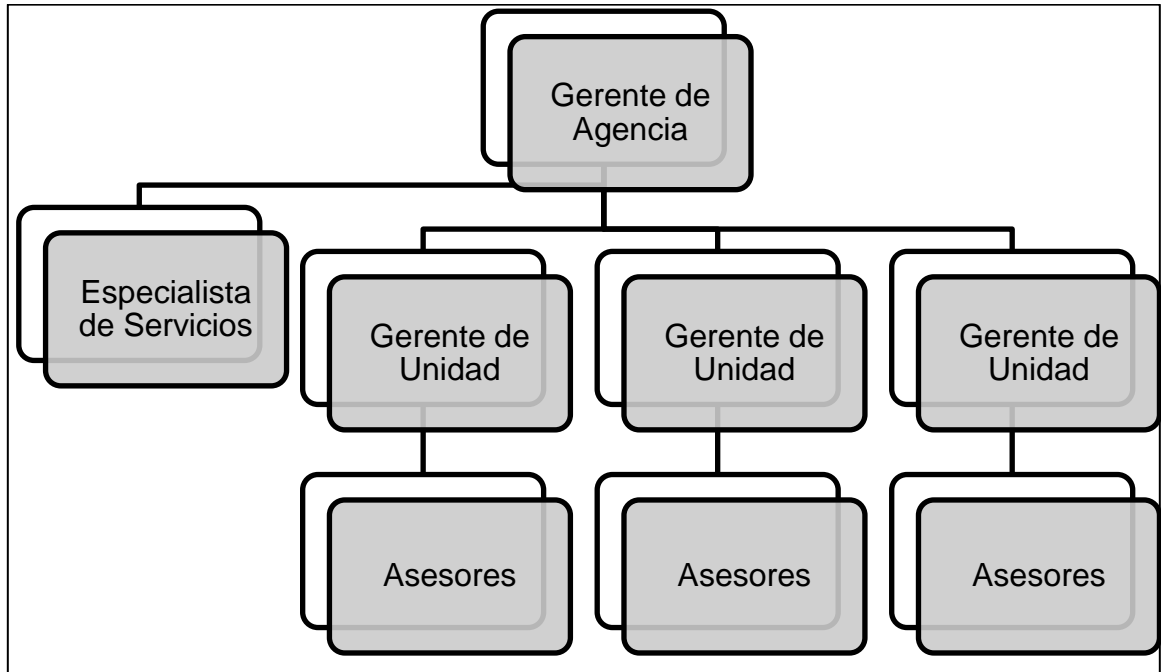 Gerente de
Agencia
Especialista
de Servicios
Gerente de
Unidad
Gerente de
Unidad
Gerente de
Unidad
Asesores
Asesores
Asesores